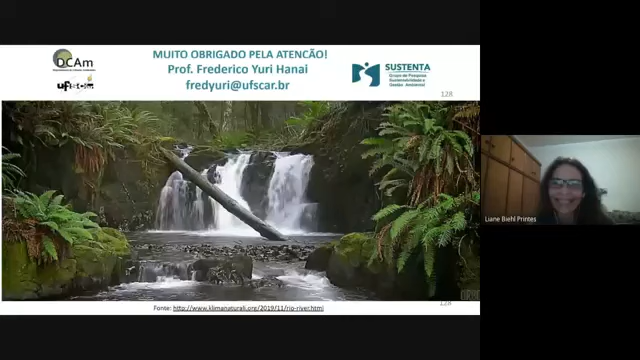 DCAm
ufscar
MUITO OBRIGADO PELA ATENCÃO!
Prof. Frederico Yuri Hanai
fredyuri@ufscar.br
SUSTENTA
Grupo de Pesquisa
Sustentabilidade e
Gestão Ambiental
128
Liane Biehl Printes
Fonte: http://www.klimanaturali.org/2019/11/rio-river.html
128